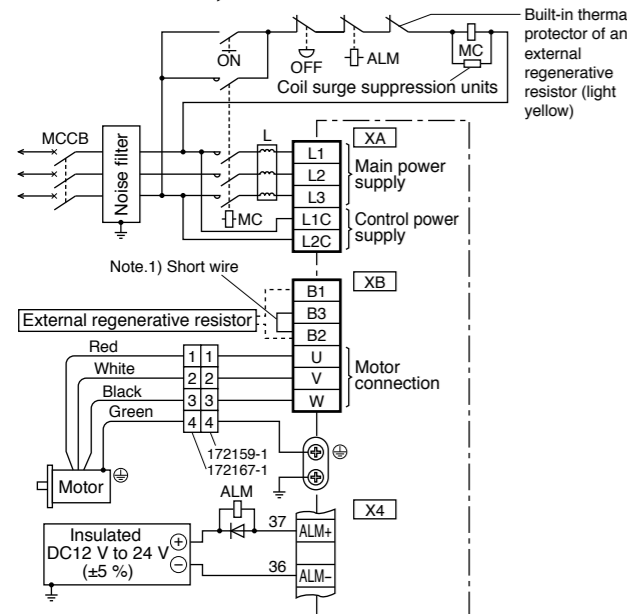 Built-in therma
protector of an
external
regenerative
resistor (light
yellow)
ON
OFF
ALM
MC
Coil surge suppression units
MCCB
Noise filter
L
XA
L1
L2
L3
L1C
L2C
Main power
supply
Control power
supply
MC
Note.1) Short wire
XB
B1
B3
B2
U
V
W
External regenerative resistor
Motor
connection
Red
White
Black
Green
1 1
2 2
3 3
4 4
172159-1
172167-1
Motor
ALM
X4
Insulated
DC12 V to 24 V
(±5 %)
+
−
37
ALM+
36
ALM−